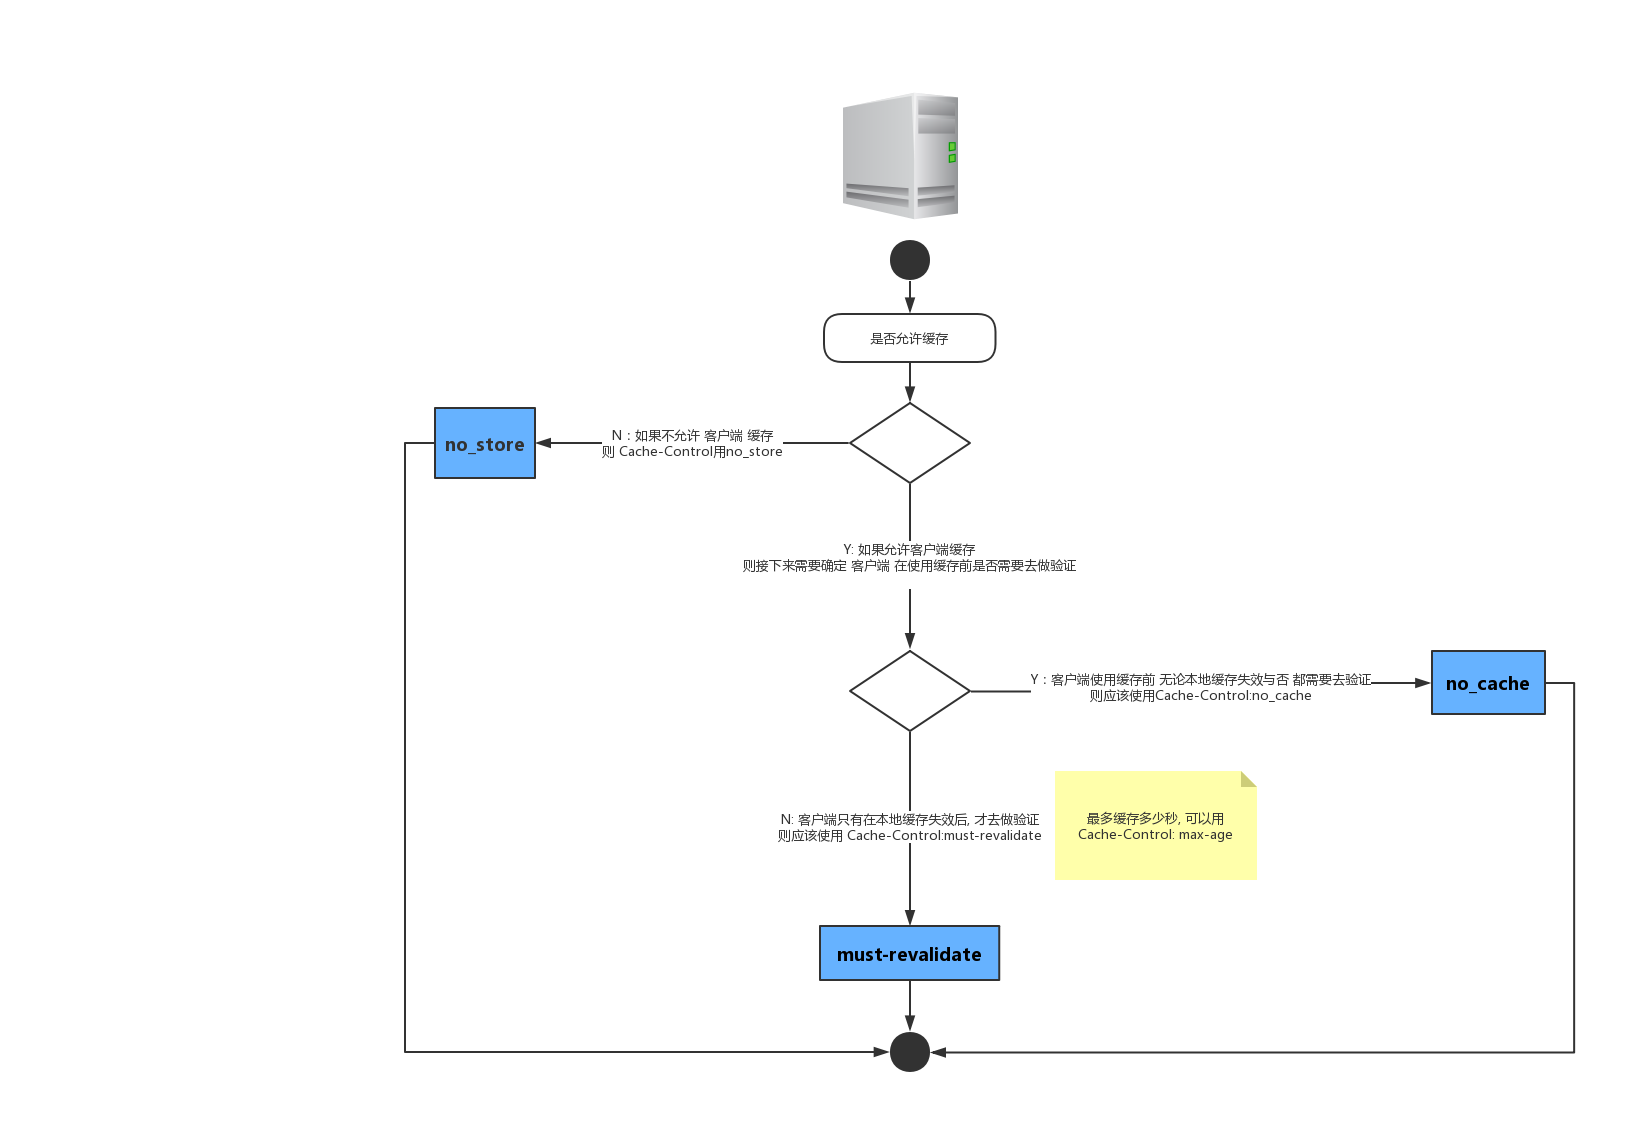 是否允许缓存
N：如果不允许 客户端 缓存
则 Cache-Control用no_store
no_store
Y: 如果允许客户端缓存
则接下来需要确定 客户端 在使用缓存前是否需要去做验证
Y：客户端使用缓存前 无论本地缓存失效与否 都需要去验证
则应该使用Cache-Control:no_cache
no_cache
N: 客户端只有在本地缓存失效后, 才去做验证
则应该使用 Cache-Control:must-revalidate
最多缓存多少秒, 可以用
Cache-Control: max-age
must-revalidate